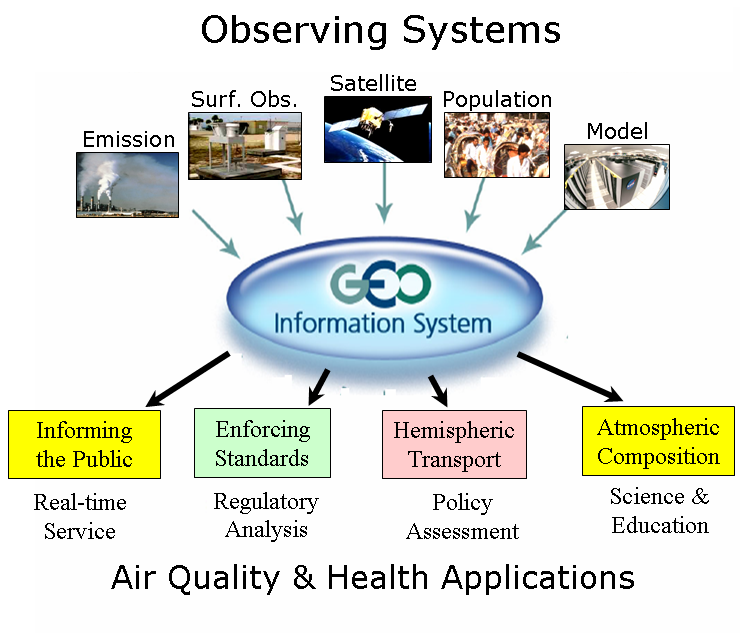 Observing Systems
Satellite
Surf. Obs.
Population
Emission
Model
GEO
Information System
Informing
the Public
Enforcing
Standards
Hemispheric
Transport
Atmospheric
Composition
Real-time
Service
Regulatory
Analysis
Policy
Assessment
Science &
Education
Air Quality & Health Applications